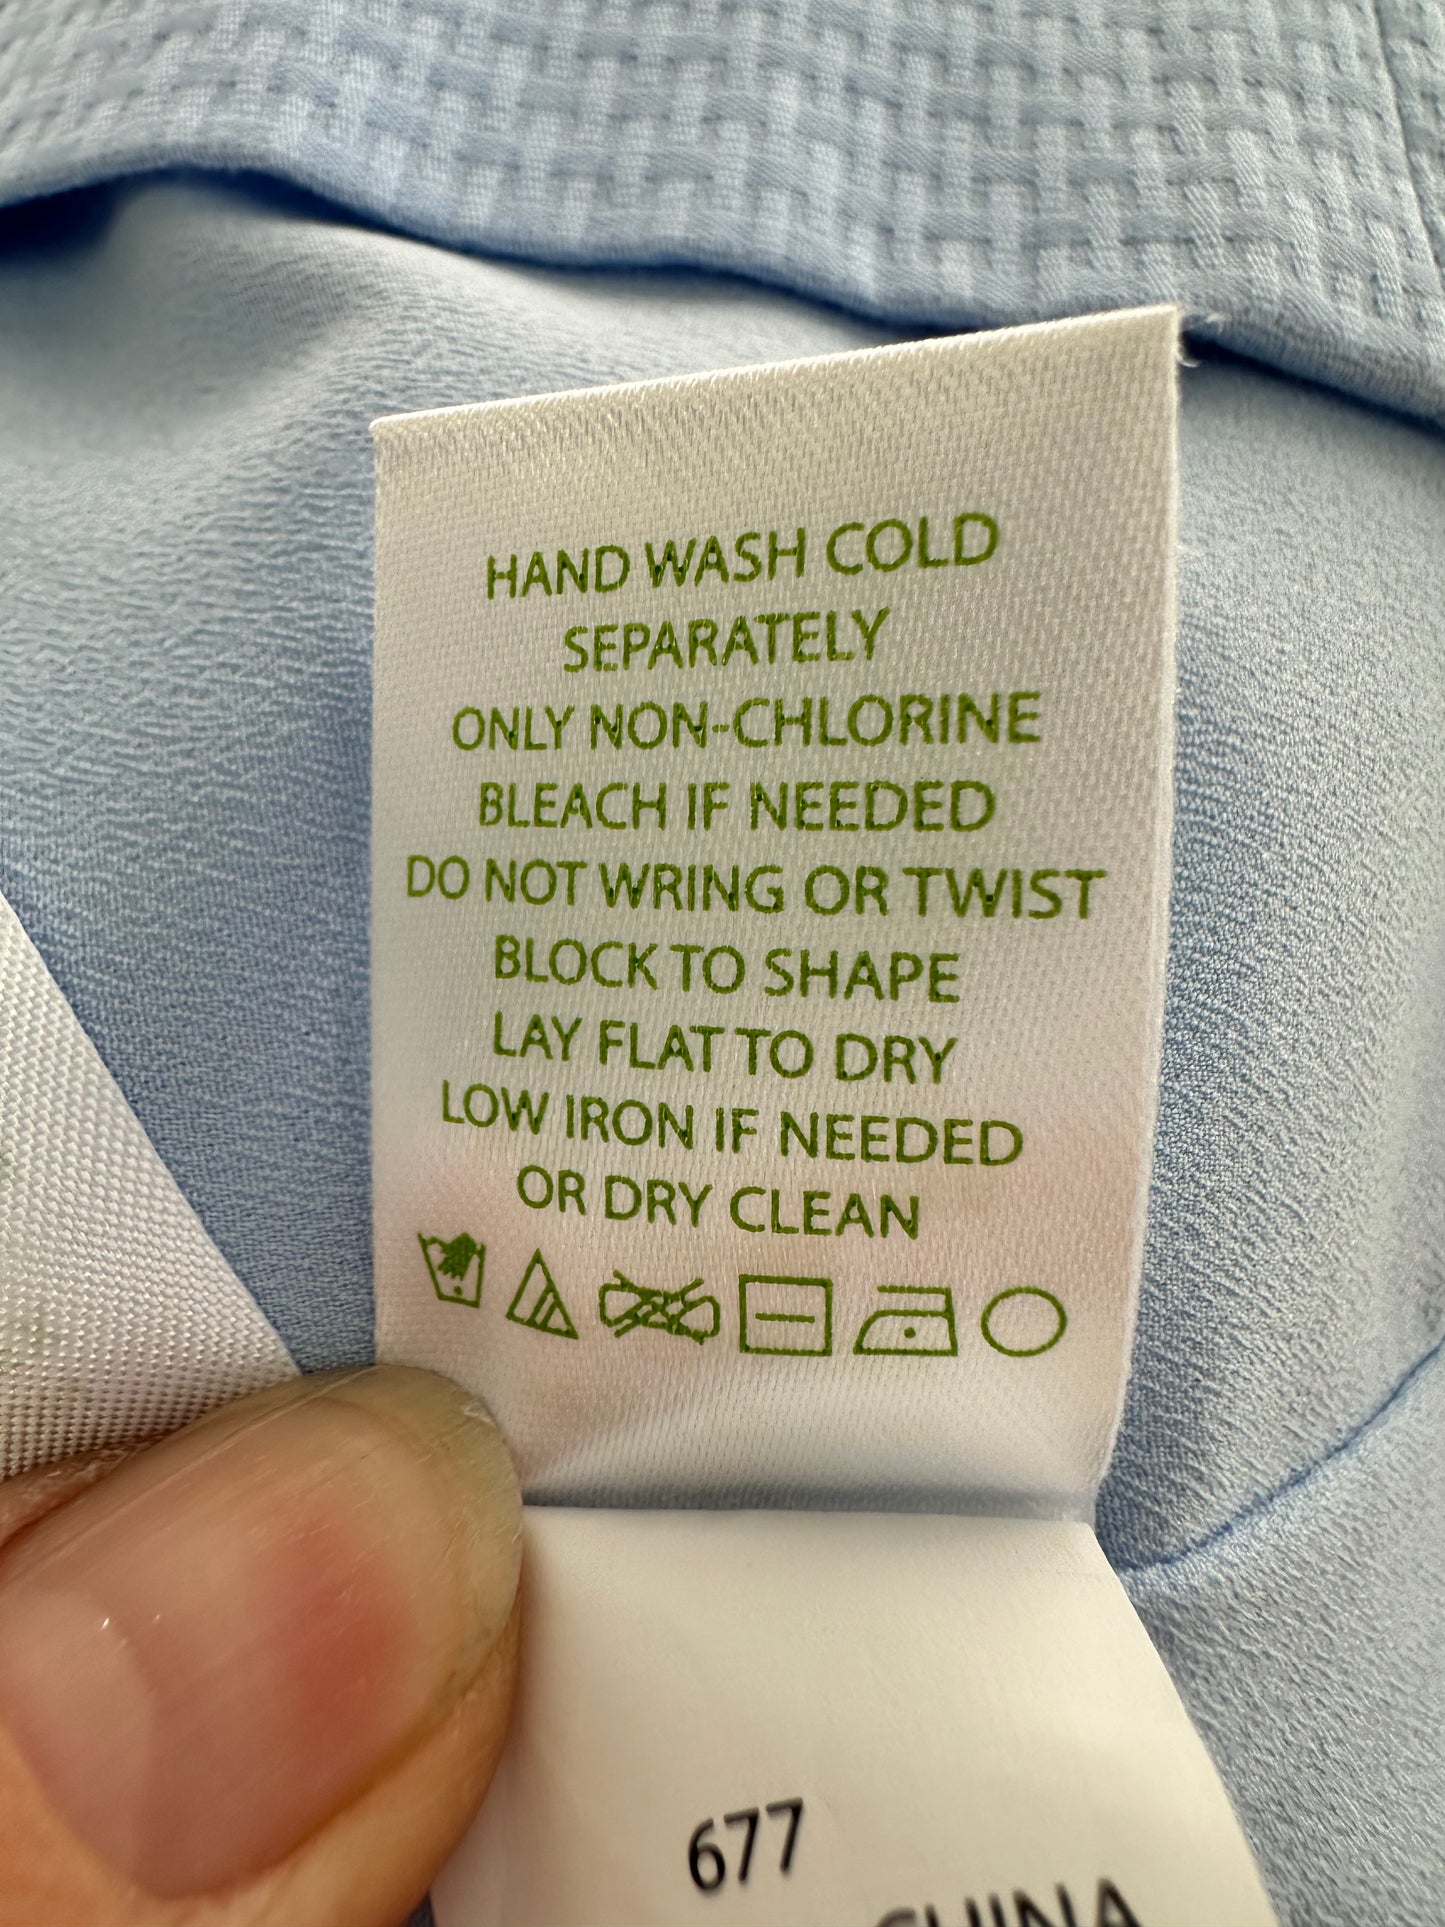 HAND WASH COLD
SEPARATELY
ONLY NON-CHLORINE
BLEACH IF NEEDED
DO NOT WRING OR TWIST
BLOCK TO SHAPE
LAY FLAT TO DRY
LOW IRON IF NEEDED
OR DRY CLEAN
677
CHINA